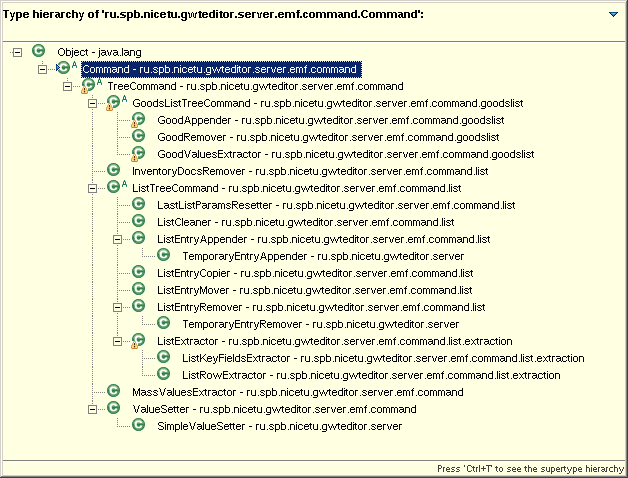 Type hierarchy of 'ru.spb.nicetu.gwteditor.server.emf.command.Command':
Object - java.lang
Command - ru.spb.nicetu.gwteditor.server.emf.command
TreeCommand - ru.spb.nicetu.gwteditor.server.emf.command
GoodsListTreeCommand - ru.spb.nicetu.gwteditor.server.emf.command.goodslist
GoodAppender - ru.spb.nicetu.gwteditor.server.emf.command.goodslist
GoodRemover - ru.spb.nicetu.gwteditor.server.emf.command.goodslist
GoodValuesExtractor - ru.spb.nicetu.gwteditor.server.emf.command.goodslist
InventoryDocsRemover - ru.spb.nicetu.gwteditor.server.emf.command.list
ListTreeCommand - ru.spb.nicetu.gwteditor.server.emf.command.list
LastListParamsResetter - ru.spb.nicetu.gwteditor.server.emf.command.list
ListCleaner - ru.spb.nicetu.gwteditor.server.emf.command.list
ListEntryAppender - ru.spb.nicetu.gwteditor.server.emf.command.list
TemporaryEntryAppender - ru.spb.nicetu.gwteditor.server
ListEntryCopier - ru.spb.nicetu.gwteditor.server.emf.command.list
ListEntryMover - ru.spb.nicetu.gwteditor.server.emf.command.list
ListEntryRemover - ru.spb.nicetu.gwteditor.server.emf.command.list
TemporaryEntryRemover - ru.spb.nicetu.gwteditor.server
ListExtractor - ru.spb.nicetu.gwteditor.server.emf.command.list.extraction
ListKeyFieldsExtractor - ru.spb.nicetu.gwteditor.server.emf.command.list.extraction
ListRowExtractor - ru.spb.nicetu.gwteditor.server.emf.command.list.extraction
MassValuesExtractor - ru.spb.nicetu.gwteditor.server.emf.command
ValueSetter - ru.spb.nicetu.gwteditor.server.emf.command
SimpleValueSetter - ru.spb.nicetu.gwteditor.server
Press 'Ctrl+T' to see the supertype hierarchy